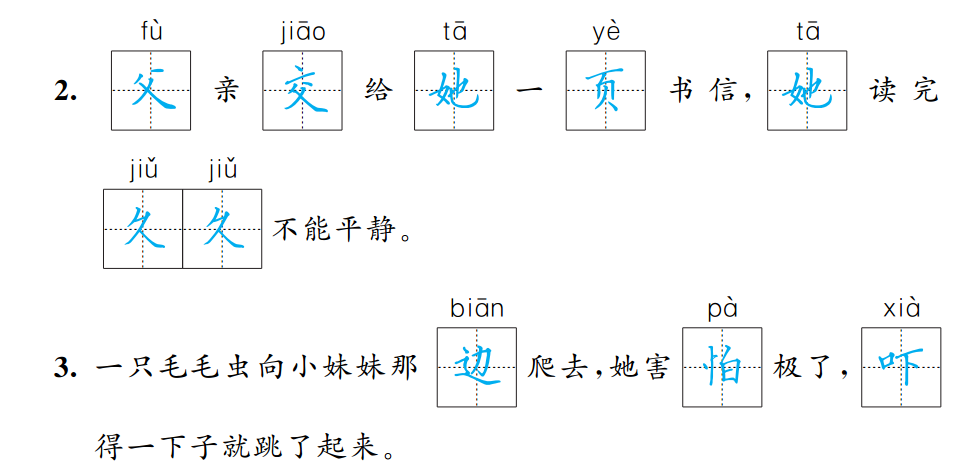 fù jiāo tā yè tā
2. 父 亲 交 给 她 一 页 书 信, 她 读 完
jiǔ jiǔ
久 久 不能平静。
biān pà xià
3. 一只毛毛虫向小妹妹那 边 爬去,她害 怕 极了, 吓
得一下子就跳了起来。